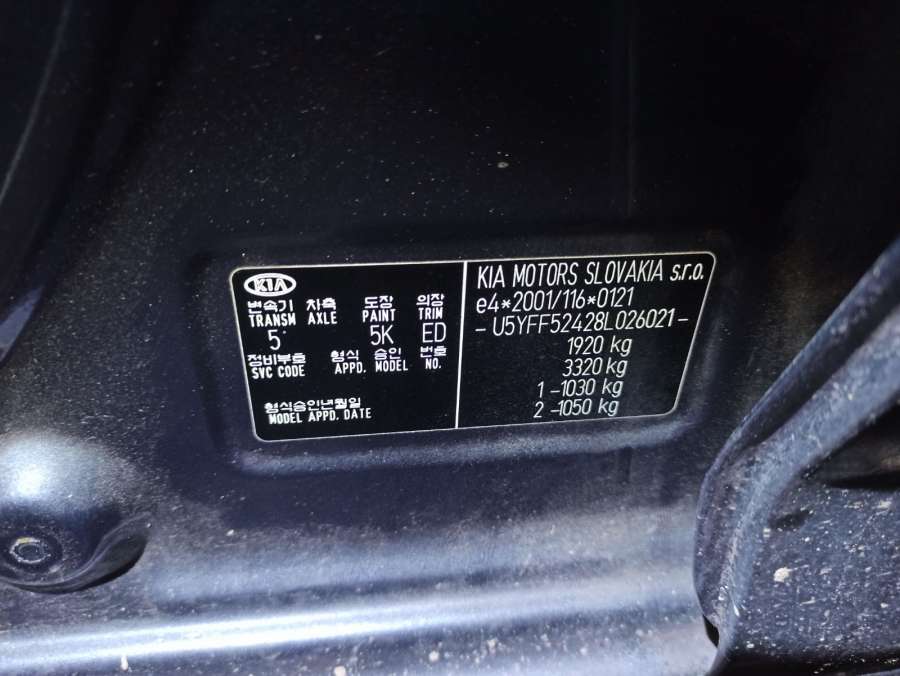 KIA
변속기 차축 도장 의장
TRANSM AXLE PAINT TRIM
5 5K ED
정비부호 형식 승인 번호
SVC CODE APPD. MODEL NO.
형식승인년월일
MODEL APPD. DATE
KIA MOTORS SLOVAKIA s.r.o.
e4*2001/116*0121
- U5YFF52428L026021 -
1920 kg
3320 kg
1 -1030 kg
2 -1050 kg